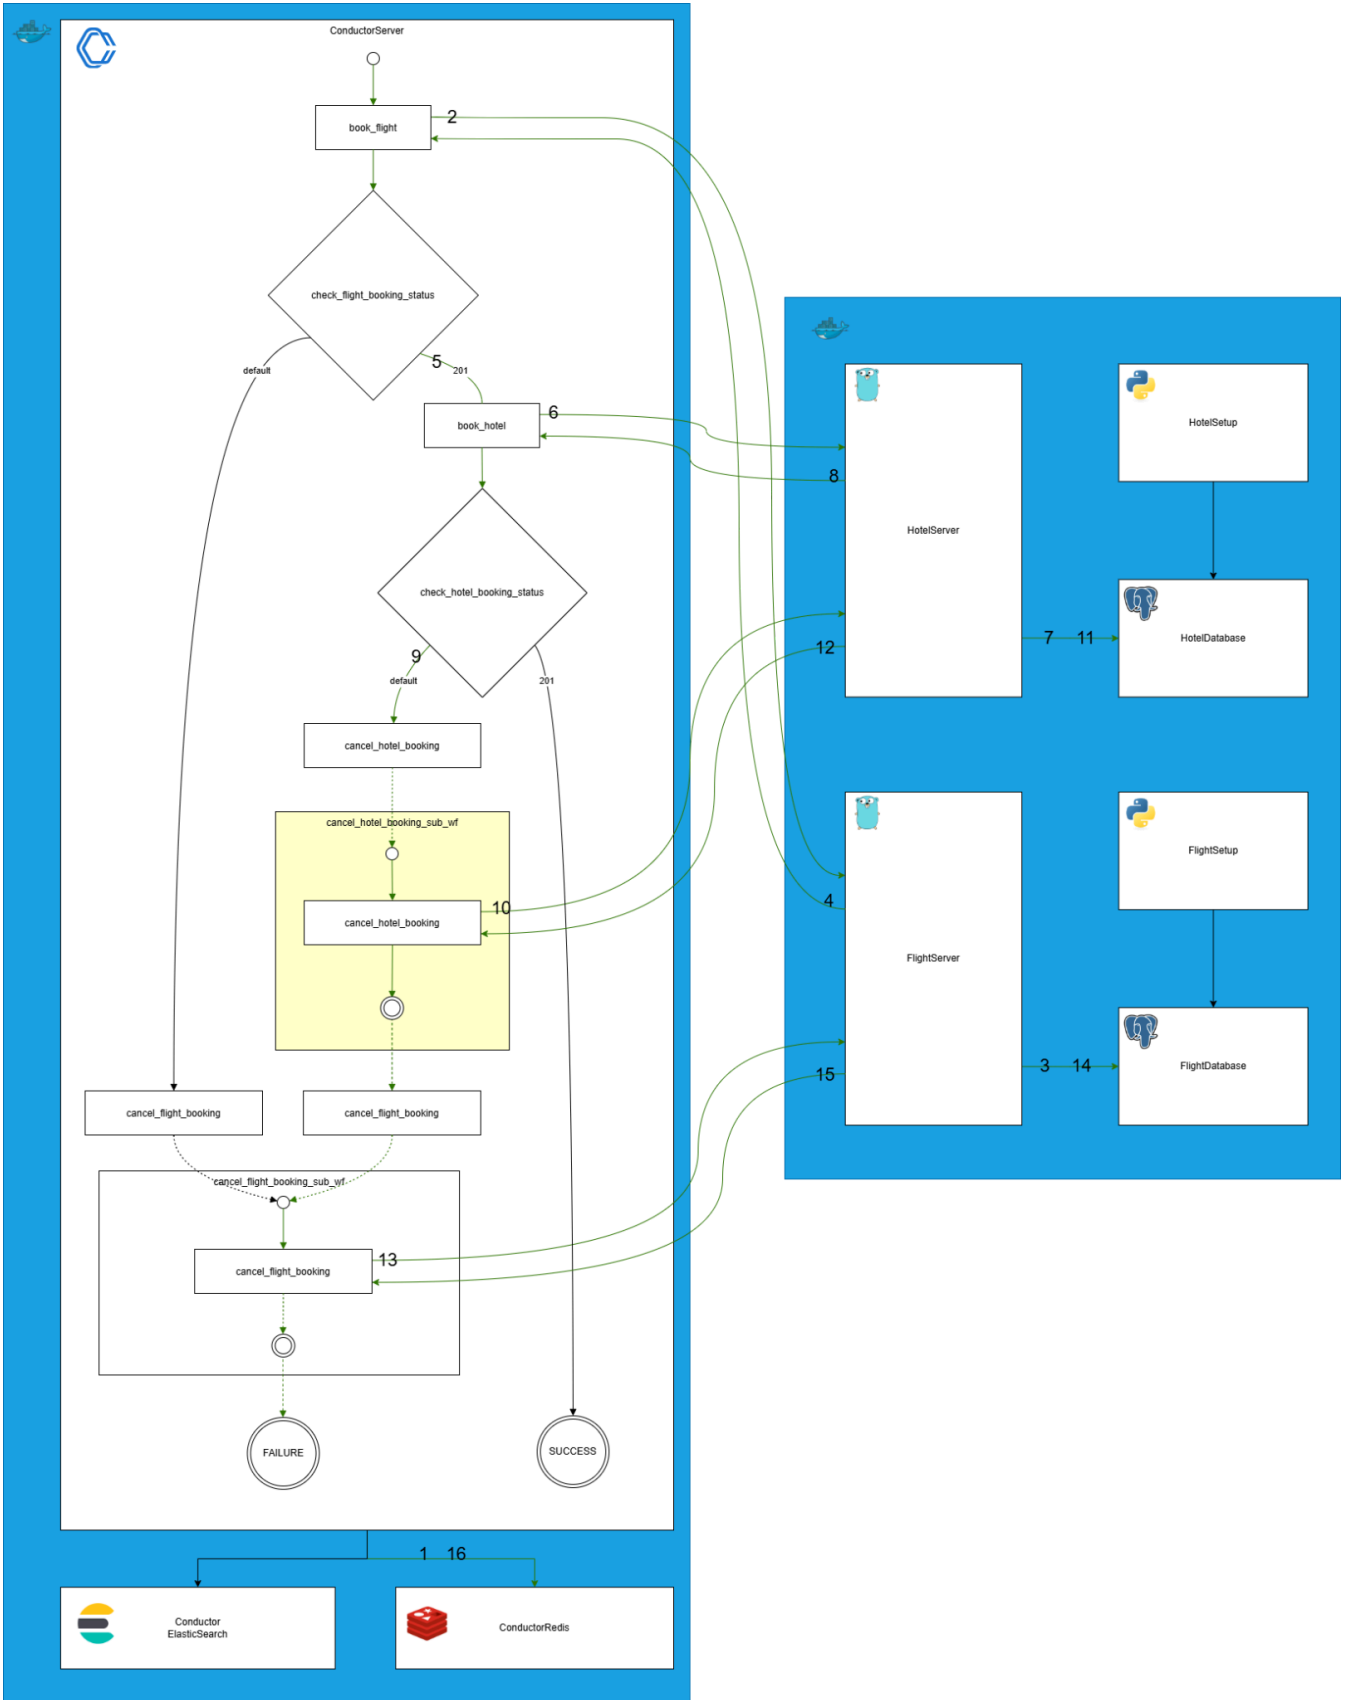 ConductorServer
book_flight
2
check_flight_booking_status
default
5
201
book_hotel
6
8
check_hotel_booking_status
9
default
201
cancel_hotel_booking
cancel_hotel_booking_sub_wf
cancel_hotel_booking
10
cancel_flight_booking
cancel_flight_booking
cancel_flight_booking_sub_wf
cancel_flight_booking
13
FAILURE
SUCCESS
1 16
Conductor
ElasticSearch
ConductorRedis
HotelServer
12
7 11
HotelSetup
HotelDatabase
4
FlightServer
15
3 14
FlightSetup
FlightDatabase